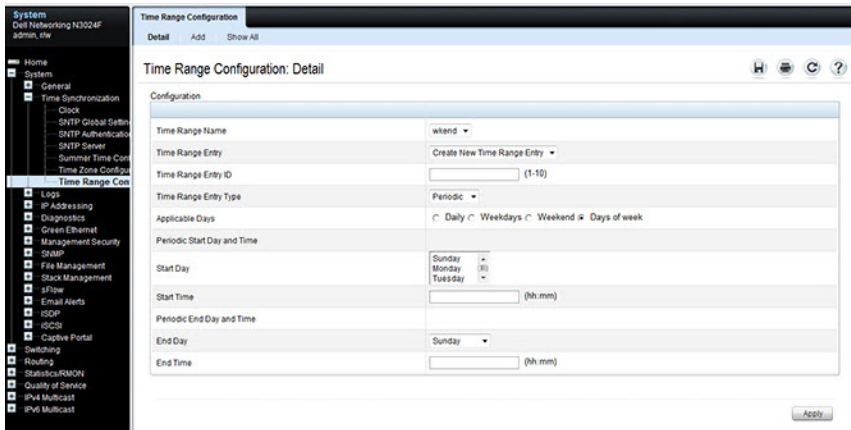 System
Dell Networking N3024F
admin, r/w
Home
System
General
Time Synchronization
Clock
SNTP Global Settin
SNTP Authenticatio
SNTP Server
Summer Time Con
Time Zone Configu
Time Range Con
Logs
IP Addressing
Diagnostics
Green Ethernet
Management Security
SNMP
File Management
Stack Management
sFlow
Email Alerts
ISDP
iSCSI
Captive Portal
Switching
Routing
Statistics/RMON
Quality of Service
IPv4 Multicast
IPv6 Multicast
Time Range Configuration
Detail Add Show All
Time Range Configuration: Detail
Configuration
Time Range Name wkend
Time Range Entry Create New Time Range Entry
Time Range Entry ID (1-10)
Time Range Entry Type Periodic
Applicable Days Daily Weekdays Weekend Days of week
Periodic Start Day and Time
Start Day Sunday
Monday
Tuesday
Start Time (hh:mm)
Periodic End Day and Time
End Day Sunday
End Time (hh:mm)
Apply